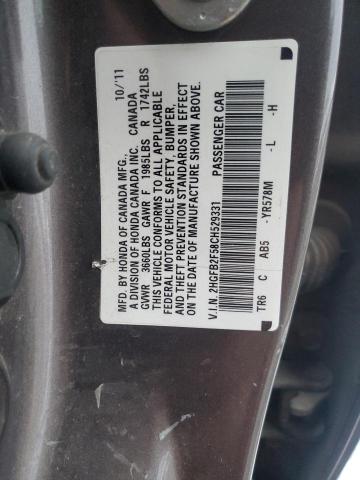 MFD. BY HONDA OF CANADA MFG. 10/'11
A DIVISION OF HONDA CANADA INC. CANADA
GVWR 3660LBS GAWR F 1985LBS R 1742LBS
THIS VEHICLE CONFORMS TO ALL APPLICABLE
FEDERAL MOTOR VEHICLE SAFETY, BUMPER,
AND THEFT PREVENTION STANDARDS IN EFFECT
ON THE DATE OF MANUFACTURE SHOWN ABOVE.
V.I.N. 2HGFB2F58CH529331 PASSENGER CAR
TR6 C AB5 -YR578M -L -H